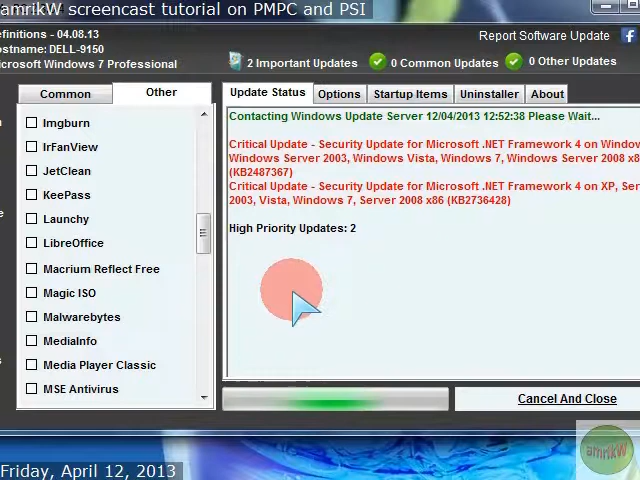 amrikW screencast tutorial on PMPC and PSI
efinitions - 04.08.13
ostname: DELL-9150
icrosoft Windows 7 Professional
Report Software Update
2 Important Updates
0 Common Updates
0 Other Updates
Common
Other
Update Status
Options
Startup Items
Uninstaller
About
Imgburn
IrFanView
JetClean
KeePass
Launchy
LibreOffice
Macrium Reflect Free
Magic ISO
Malwarebytes
MediaInfo
Media Player Classic
MSE Antivirus
Contacting Windows Update Server 12/04/2013 12:52:38 Please Wait...
Critical Update - Security Update for Microsoft .NET Framework 4 on Window
Windows Server 2003, Windows Vista, Windows 7, Windows Server 2008 x8
(KB2487367)
Critical Update - Security Update for Microsoft .NET Framework 4 on XP, Ser
2003, Vista, Windows 7, Server 2008 x86 (KB2736428)
High Priority Updates: 2
Cancel And Close
Friday, April 12, 2013
amrikW